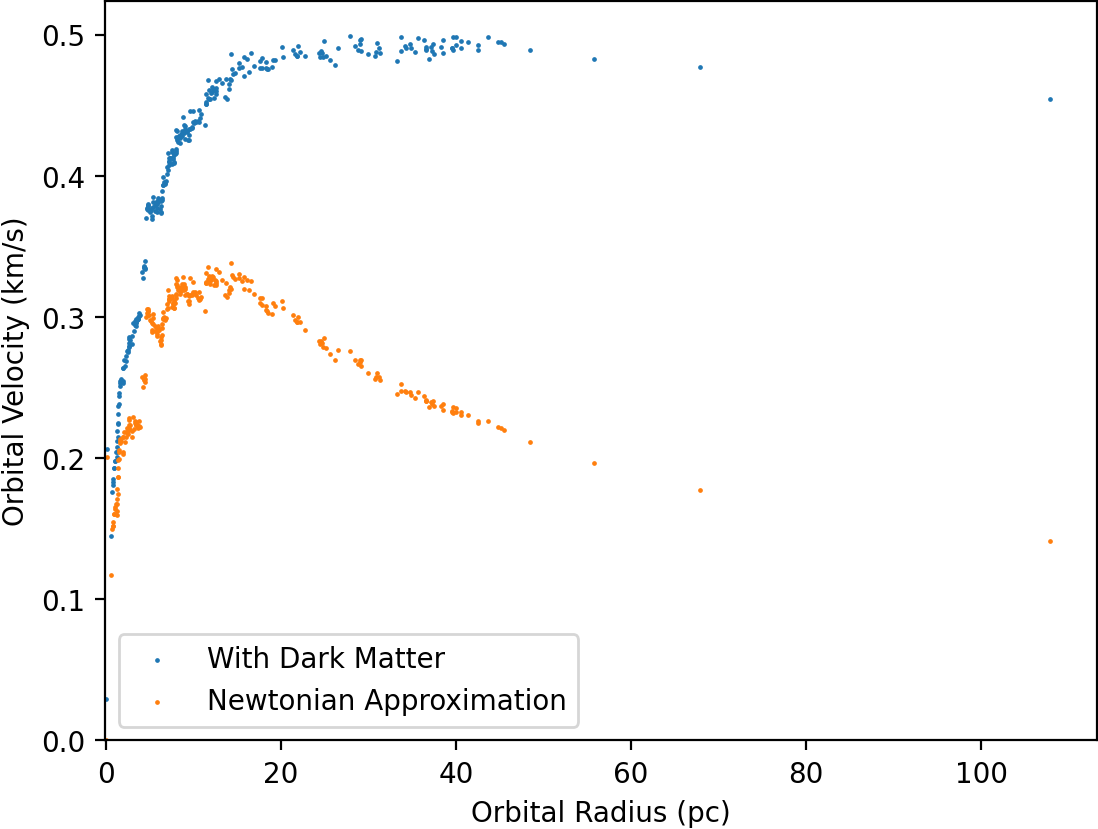 0.5
0.4
0.3
0.2
0.1
0.0
Orbital Velocity (km/s)
With Dark Matter
Newtonian Approximation
0 20 40 60 80 100
Orbital Radius (pc)